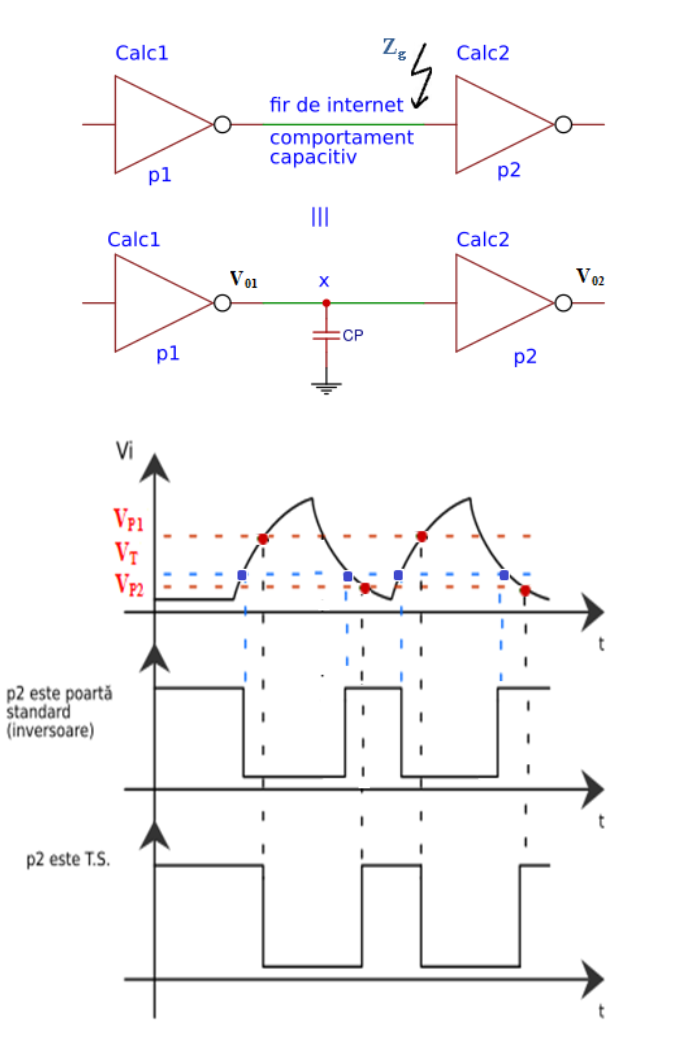 Calc1
Zg
Calc2
fir de internet
comportament
capacitiv
p1
p2
Calc1
Calc2
V01
x
V02
CP
p1
p2
Vi
VP1
VT
VP2
t
p2 este poartă
standard
(inversoare)
t
p2 este T.S.
t